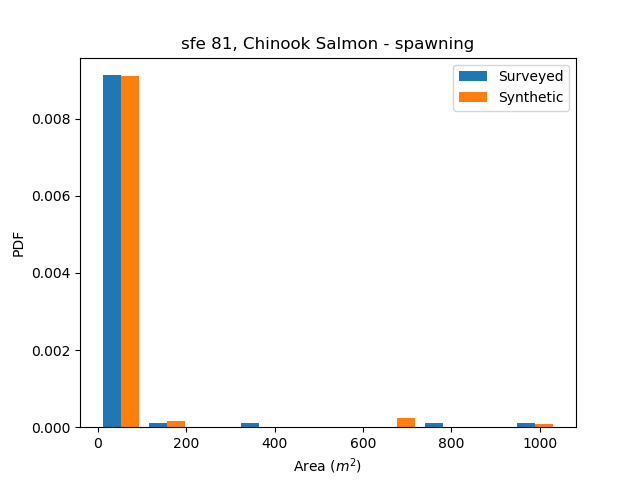 sfe 81, Chinook Salmon - spawning
Surveyed
Synthetic
PDF
0.008
0.006
0.004
0.002
0.000
0 200 400 600 800 1000
Area (m²)